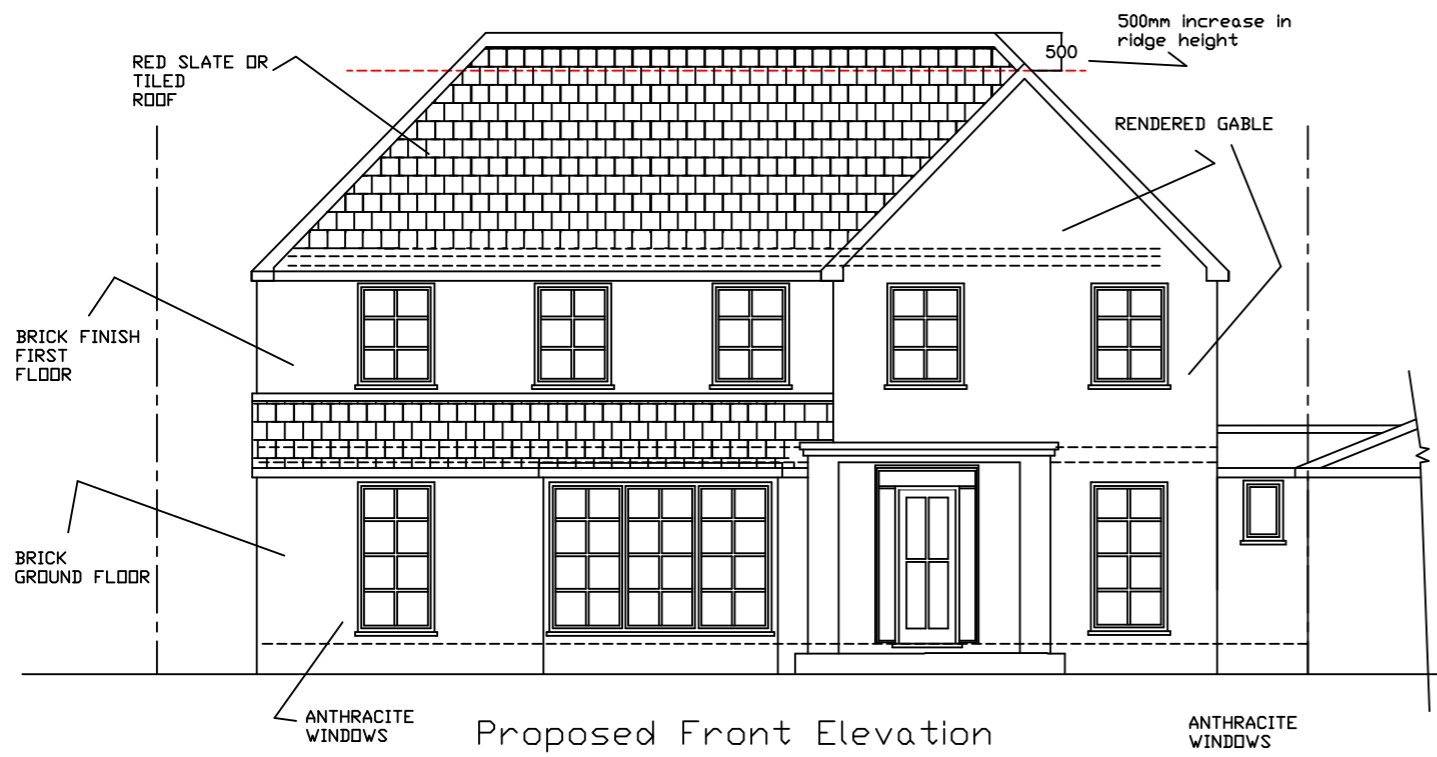 500mm increase in
ridge height
500
RED SLATE OR
TILED
ROOF
RENDERED GABLE
BRICK FINISH
FIRST
FLOOR
BRICK
GROUND FLOOR
ANTHRACITE
WINDOWS
Proposed Front Elevation
ANTHRACITE
WINDOWS